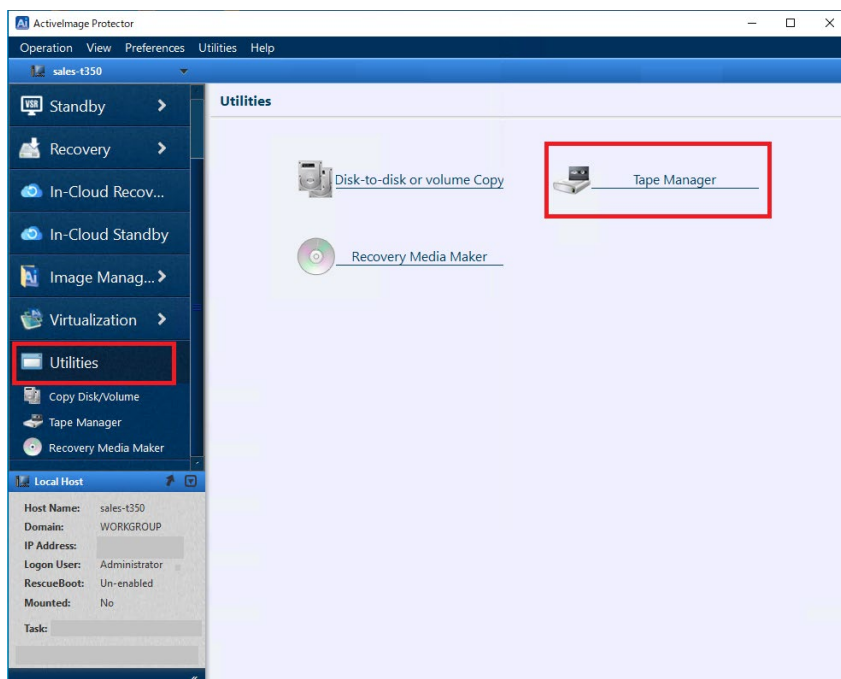 ActiveImage Protector
Operation View Preferences Utilities Help
sales-t350
Standby
Recovery
In-Cloud Recov...
In-Cloud Standby
Image Manag...
Virtualization
Utilities
Copy Disk/Volume
Tape Manager
Recovery Media Maker
Local Host
Host Name: sales-t350
Domain: WORKGROUP
IP Address:
Logon User: Administrator
RescueBoot: Un-enabled
Mounted: No
Task:
Utilities
Disk-to-disk or volume Copy
Tape Manager
Recovery Media Maker